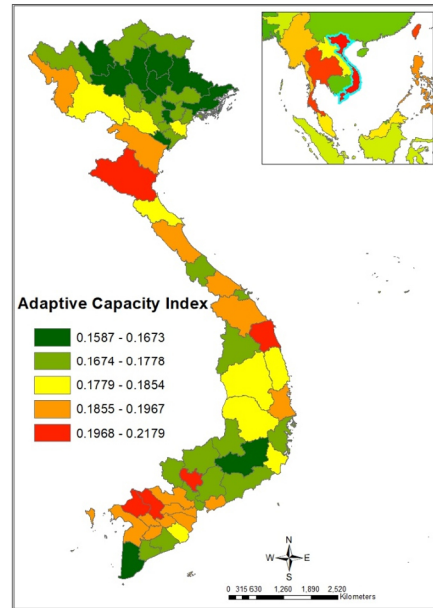 Adaptive Capacity Index
0.1587 - 0.1673
0.1674 - 0.1778
0.1779 - 0.1854
0.1855 - 0.1967
0.1968 - 0.2179
N
W E
S
0 315 630 1,260 1,890 2,520
Kilometers